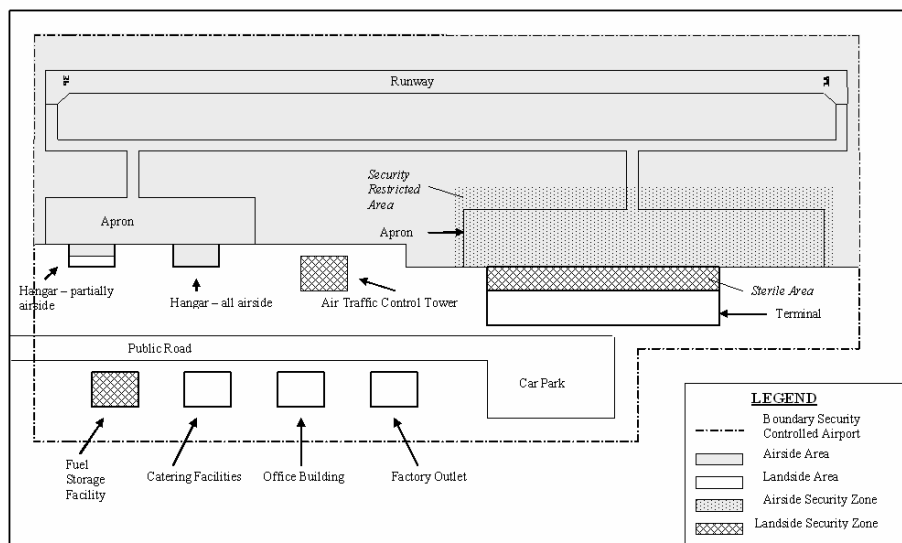 Runway
Security
Restricted
Area
Apron
Apron
Hangar – partially
airside
Hangar – all airside
Air Traffic Control Tower
Sterile Area
Terminal
Public Road
Car Park
Fuel
Storage
Facility
Catering Facilities
Office Building
Factory Outlet
LEGEND
Boundary Security
Controlled Airport
Airside Area
Landside Area
Airside Security Zone
Landside Security Zone